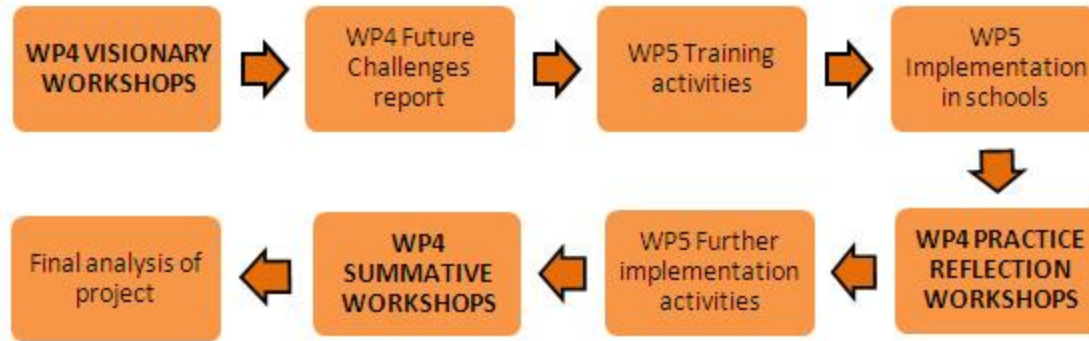 WP4 VISIONARY
WORKSHOPS
WP4 Future
Challenges
report
WP5 Training
activities
WP5
Implementation
in schools
WP4 PRACTICE
REFLECTION
WORKSHOPS
WP5 Further
implementation
activities
WP4
SUMMATIVE
WORKSHOPS
Final analysis of
project